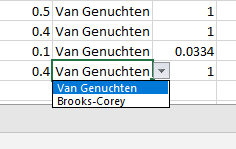 0.5 Van Genuchten 1
0.4 Van Genuchten 1
0.1 Van Genuchten 0.0334
0.4 Van Genuchten 1
Van Genuchten
Brooks-Corey